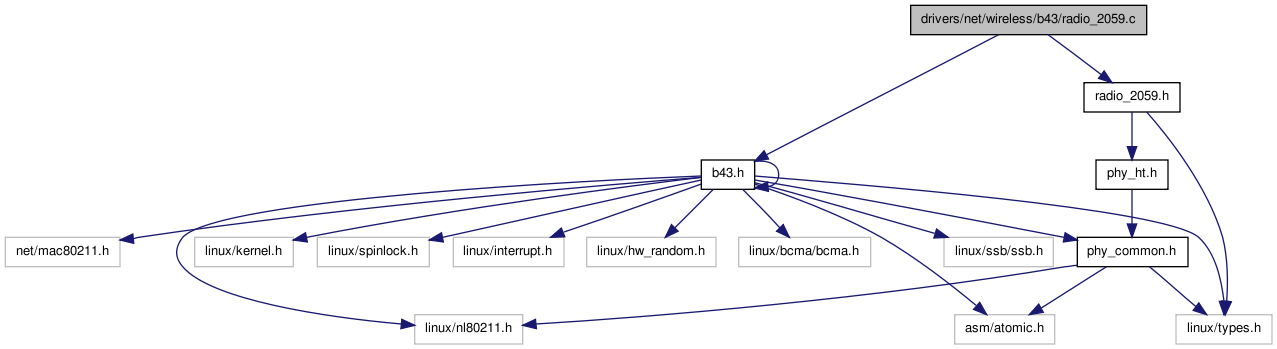 drivers/net/wireless/b43/radio_2059.c
radio_2059.h
b43.h
phy_ht.h
net/mac80211.h
linux/kernel.h
linux/spinlock.h
linux/interrupt.h
linux/hw_random.h
linux/bcma/bcma.h
linux/ssb/ssb.h
phy_common.h
linux/nl80211.h
asm/atomic.h
linux/types.h